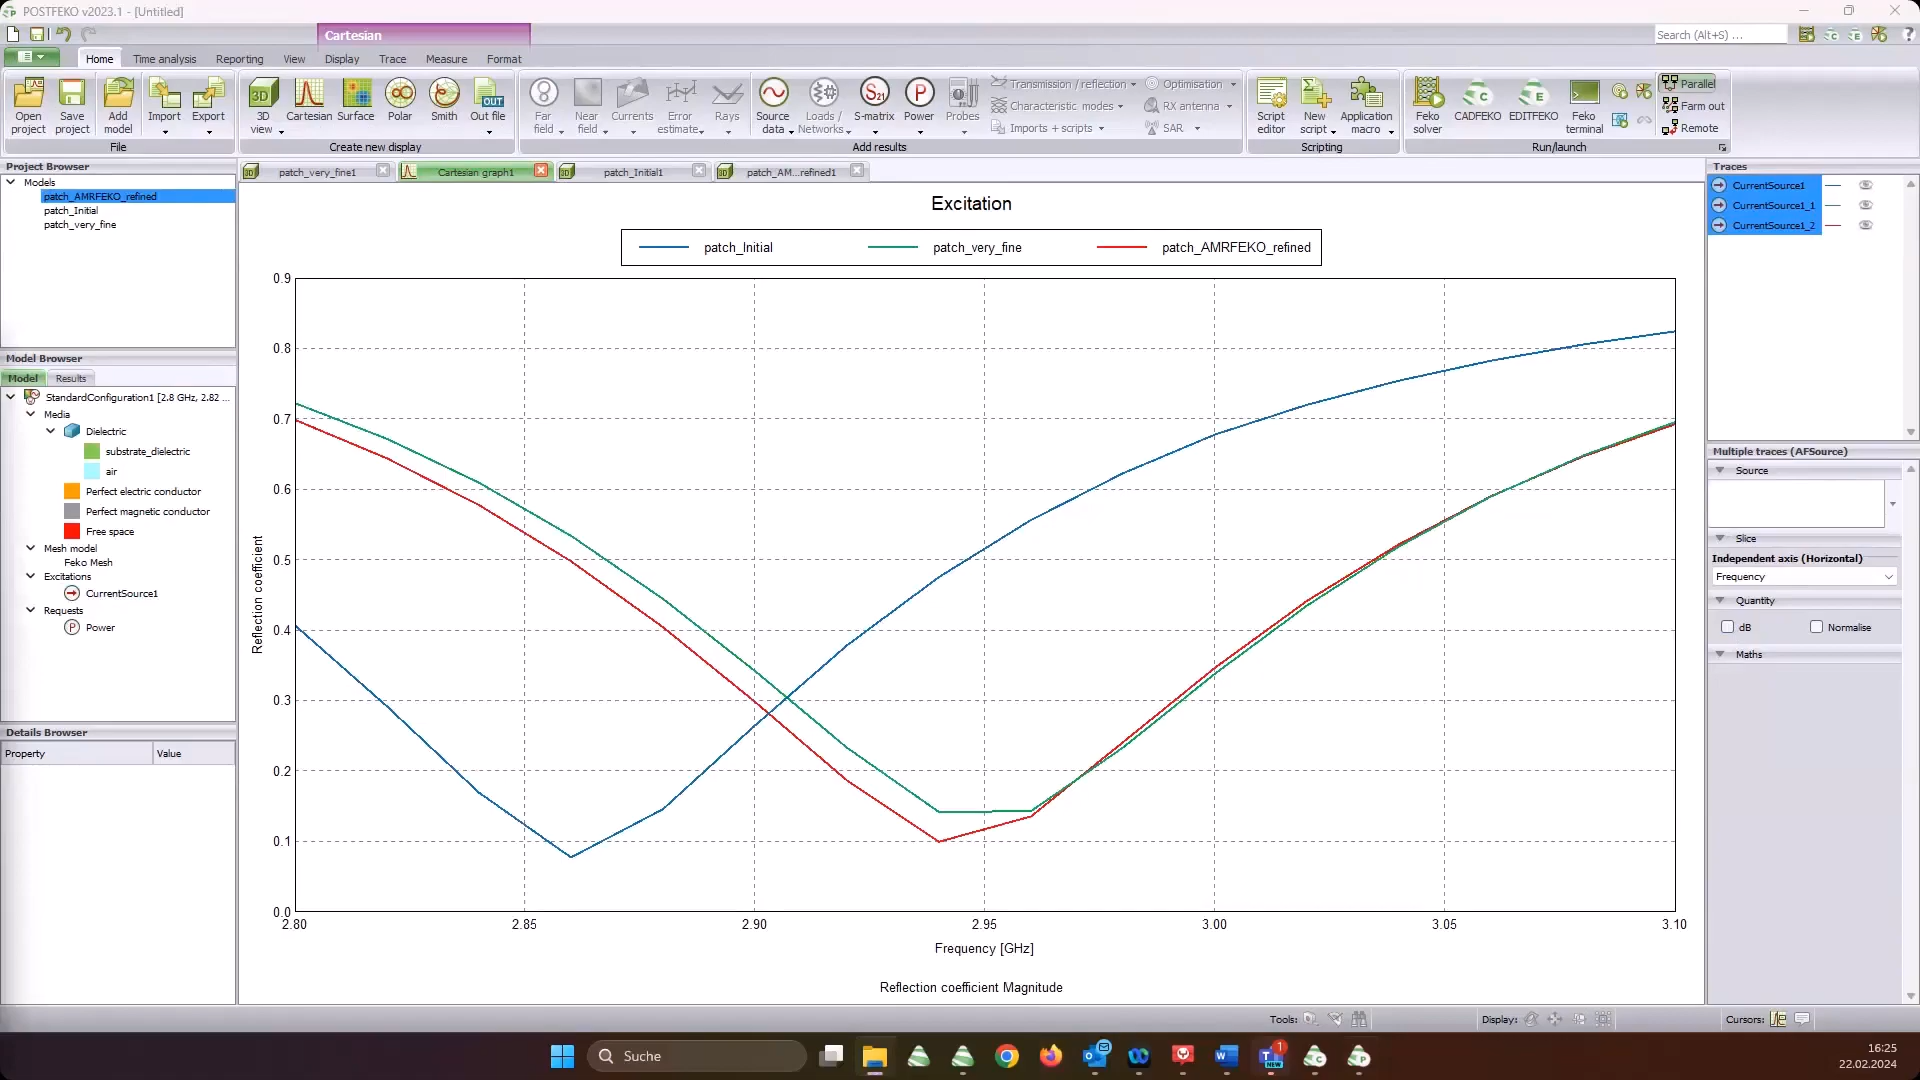 POSTFEKO v2023.1 - [Untitled]
Cartesian
Search (Alt+S) ...
Home Time analysis Reporting View Display Trace Measure Format
Open project
Save project
Add model
Import
Export
3D view
Cartesian
Surface
Polar
Smith
OUT
Out file
Far field
Near field
Currents
Error estimate
Rays
Source data
Loads / Networks
S-matrix
Power
Probes
Transmission / reflection
Characteristic modes
Imports + scripts
Optimisation
RX antenna
SAR
Script editor
New script
Application macro
Feko solver
CADFEKO
EDITFEKO
Feko terminal
Parallel
Farm out
Remote
File
Create new display
Add results
Scripting
Run/launch
Project Browser
Models
patch_AMRFEKO_refined
patch_Initial
patch_very_fine
Model Browser
Model Results
StandardConfiguration1 [2.8 GHz, 2.82 ...
Media
Dielectric
substrate_dielectric
air
Perfect electric conductor
Perfect magnetic conductor
Free space
Mesh model
Feko Mesh
Excitations
CurrentSource1
Requests
Power
Details Browser
Property Value
patch_very_fine1
Cartesian graph1
patch_Initial1
patch_AM...refined1
Excitation
patch_Initial patch_very_fine patch_AMRFEKO_refined
0.9
0.8
0.7
0.6
0.5
0.4
0.3
0.2
0.1
0.0
Reflection coefficient
2.80 2.85 2.90 2.95 3.00 3.05 3.10
Frequency [GHz]
Reflection coefficient Magnitude
Traces
CurrentSource1
CurrentSource1_1
CurrentSource1_2
Multiple traces (AFSource)
Source
Slice
Independent axis (Horizontal)
Frequency
Quantity
dB Normalise
Maths
Tools: Display: Cursors:
Suche
16:25
22.02.2024